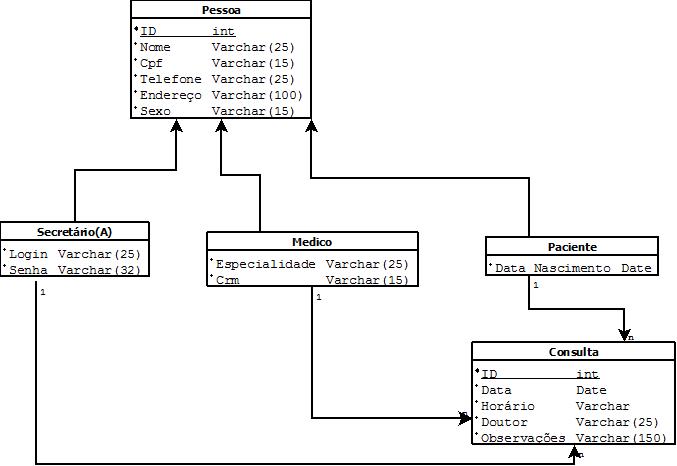 Pessoa
ID int
Nome Varchar(25)
Cpf Varchar(15)
Telefone Varchar(25)
Endereço Varchar(100)
Sexo Varchar(15)
Secretário(A)
Login Varchar(25)
Senha Varchar(32)
1
Medico
Especialidade Varchar(25)
Crm Varchar(15)
1
Paciente
Data Nascimento Date
1
n
Consulta
ID int
Data Date
Horário Varchar
Doutor Varchar(25)
Observações Varchar(150)
n
n